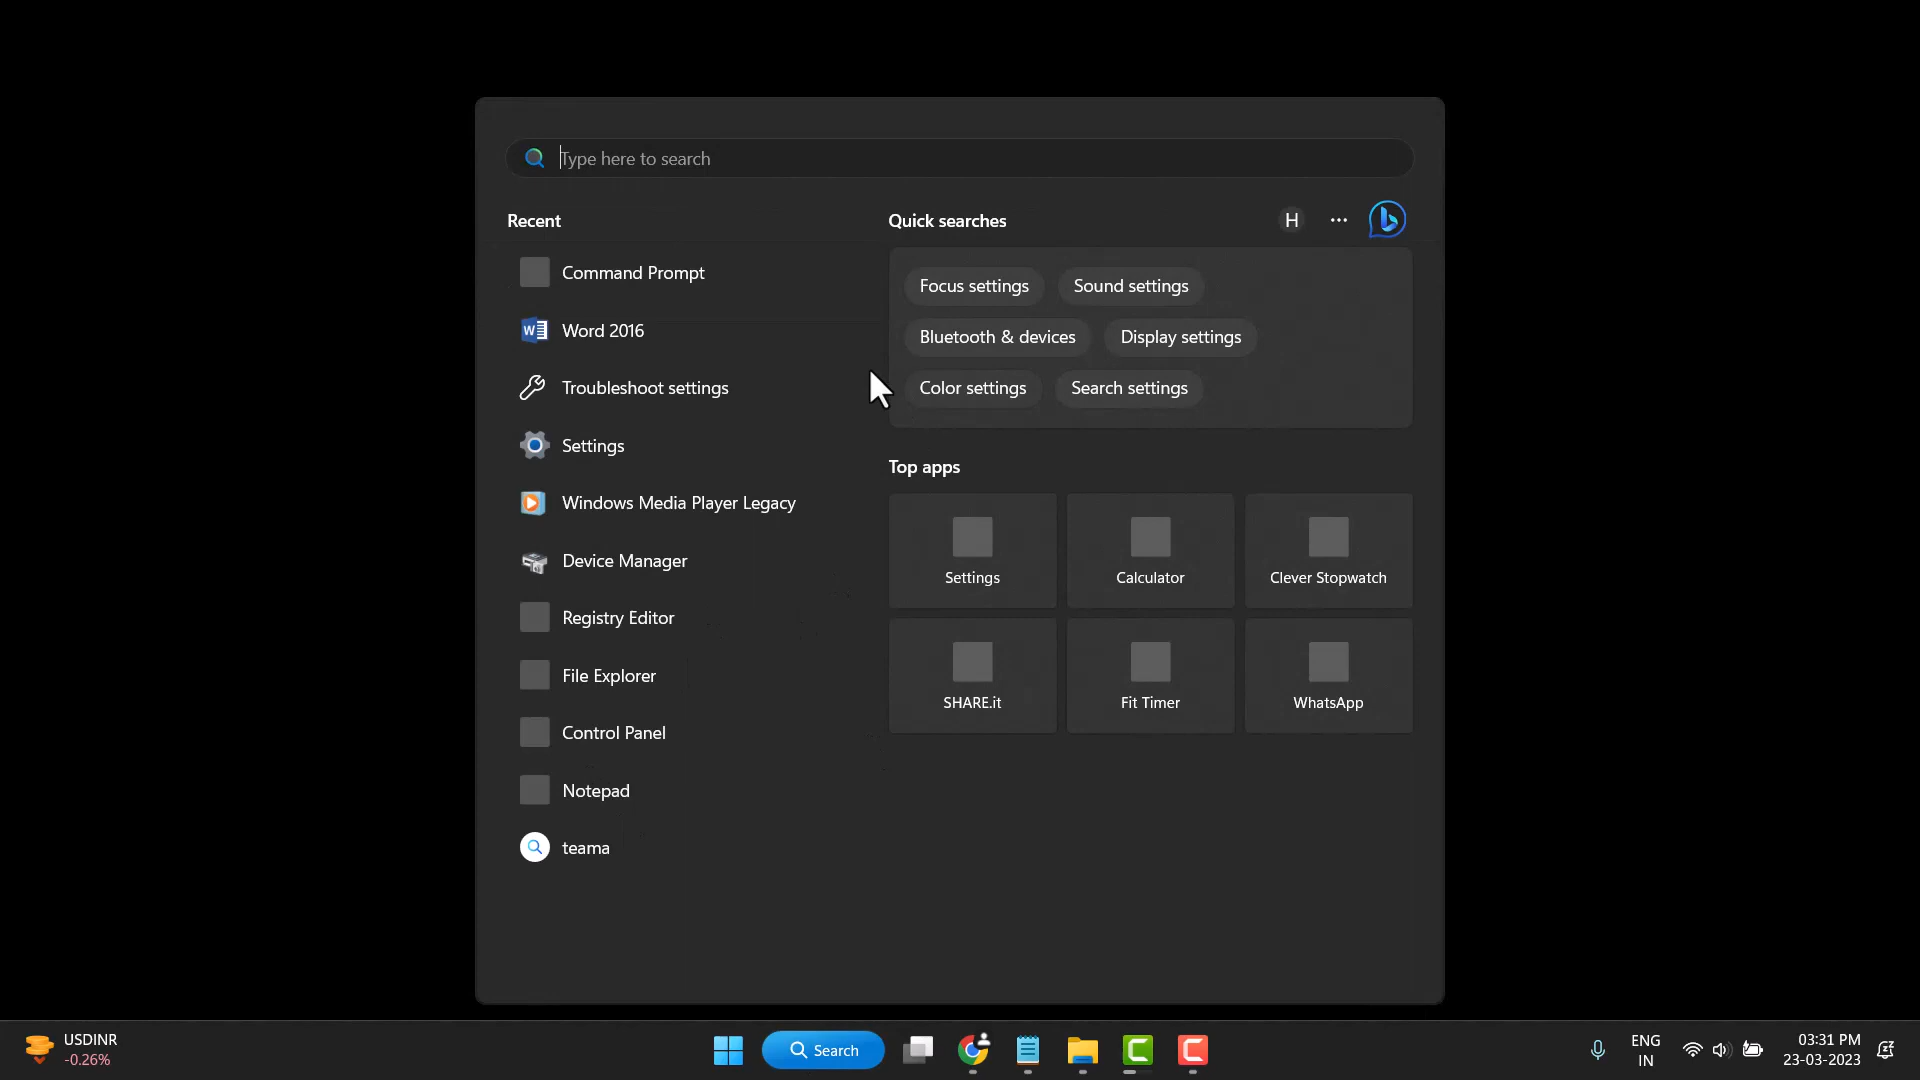 Type here to search
Recent
Command Prompt
Word 2016
Troubleshoot settings
Settings
Windows Media Player Legacy
Device Manager
Registry Editor
File Explorer
Control Panel
Notepad
teama
Quick searches
H
Focus settings Sound settings
Bluetooth & devices Display settings
Color settings Search settings
Top apps
Settings Calculator Clever Stopwatch
SHARE.it Fit Timer WhatsApp
USDINR
-0.26%
Search
ENG
IN
03:31 PM
23-03-2023